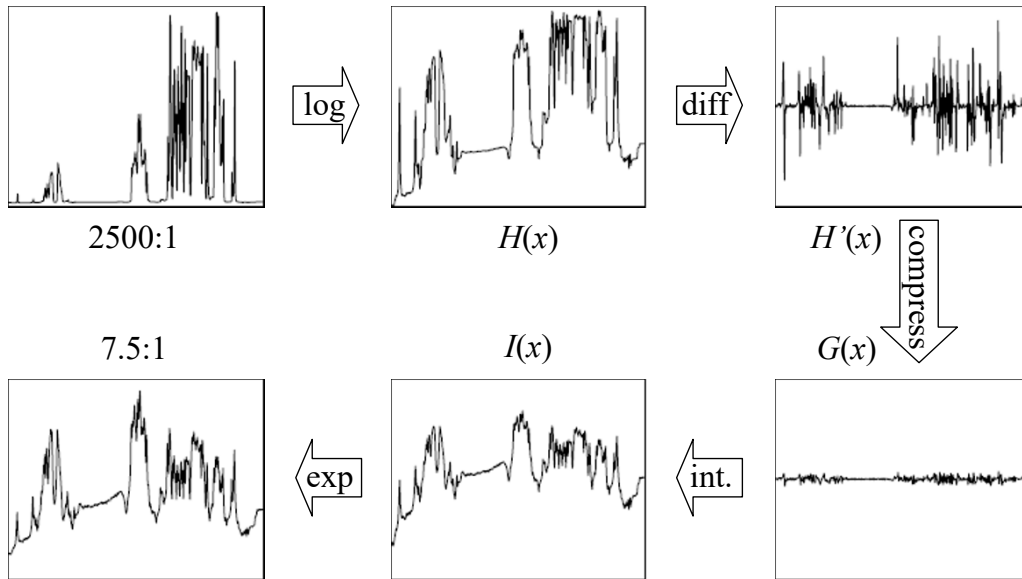 log
diff
2500:1
H(x)
H’(x)
compress
7.5:1
I(x)
G(x)
exp
int.